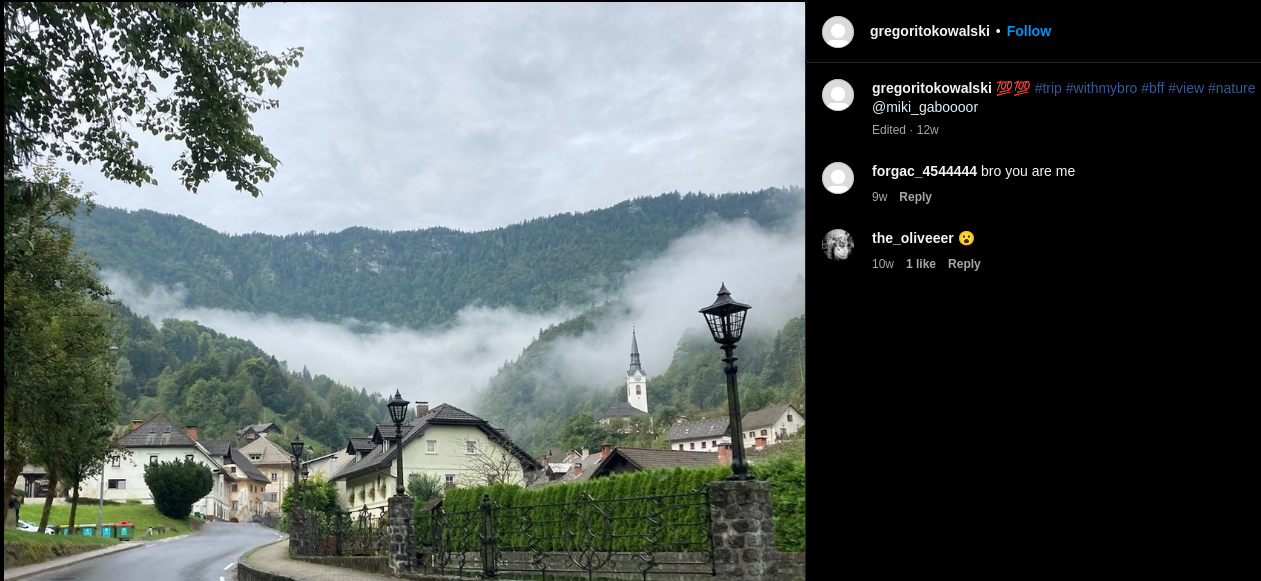 gregoritokowalski • Follow
gregoritokowalski 💯💯 #trip #withmybro #bff #view #nature
@miki_gaboooor
Edited · 12w
forgac_4544444 bro you are me
9w Reply
the_oliveeer 😮
10w 1 like Reply